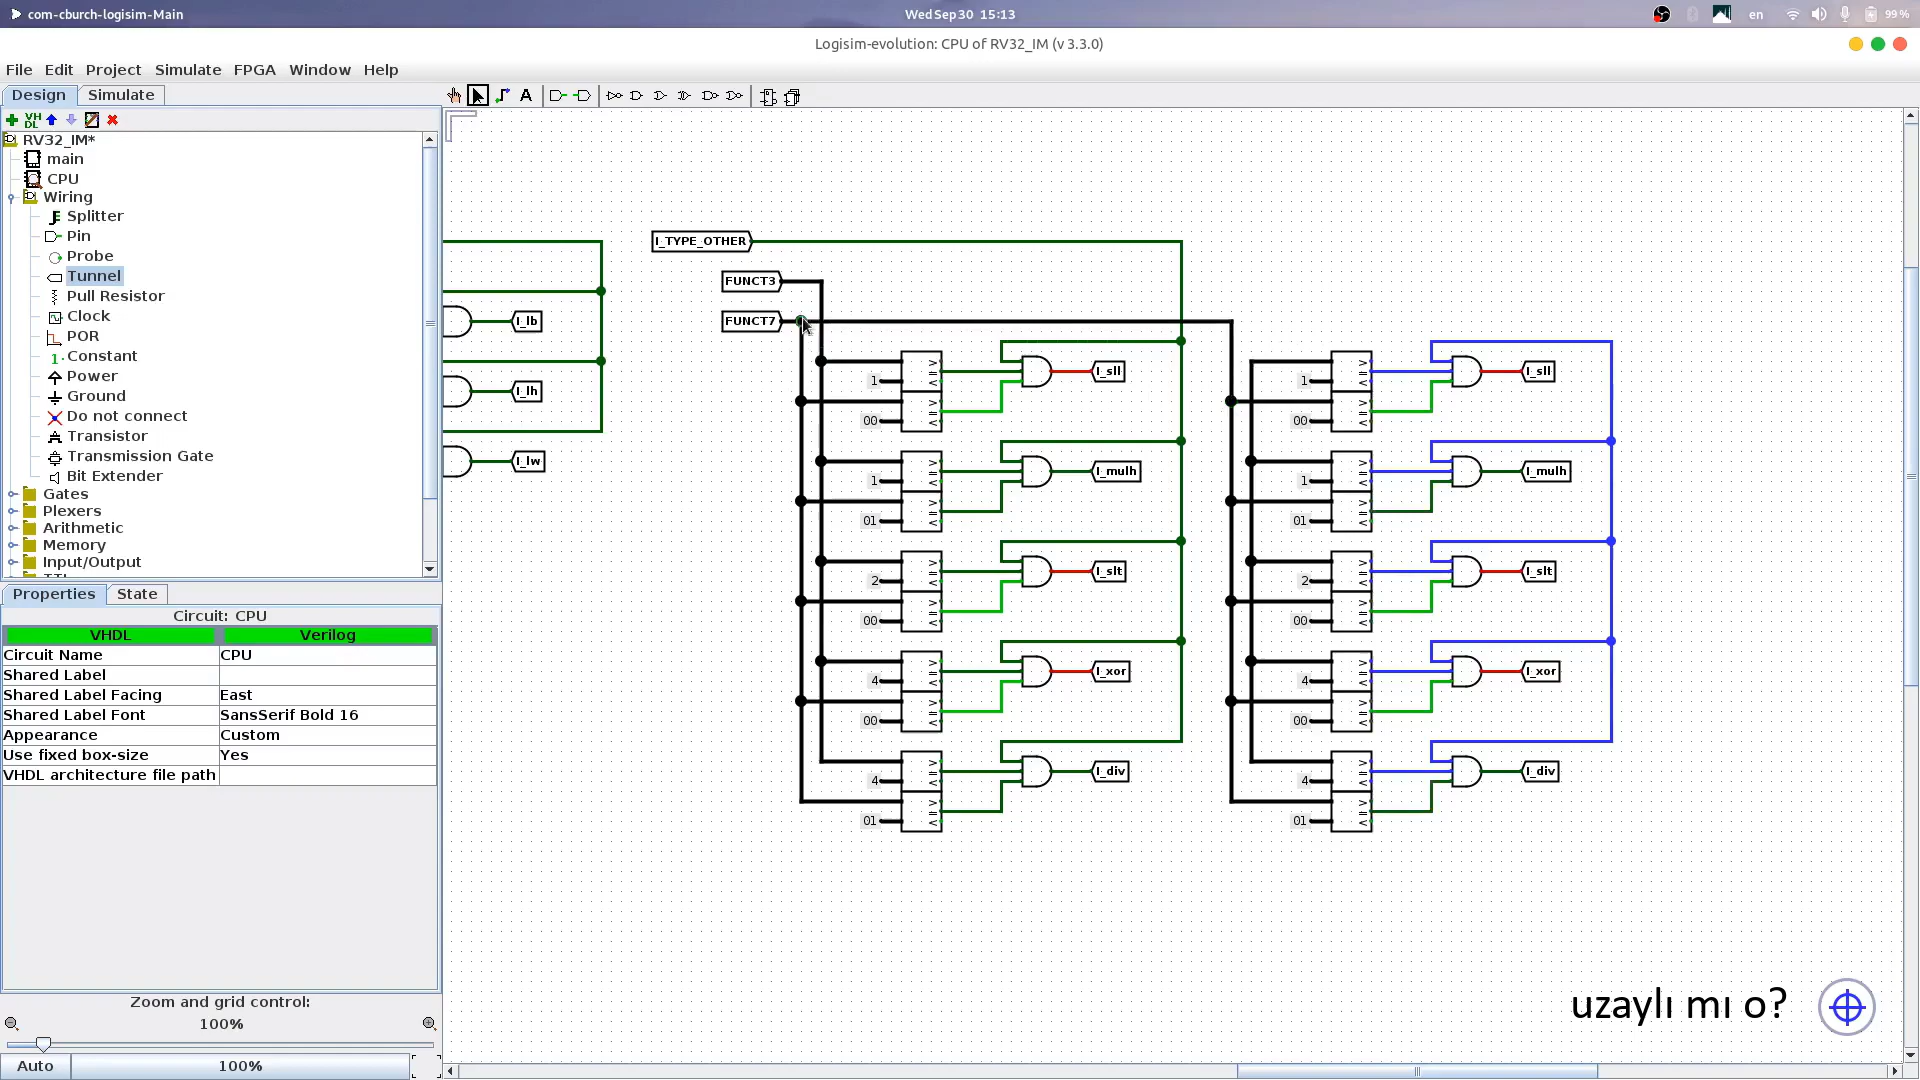 com-cburch-logisim-Main
Wed Sep 30 15:13
en
99 %
Logisim-evolution: CPU of RV32_IM (v 3.3.0)
File Edit Project Simulate FPGA Window Help
Design Simulate
A
VH
DL
RV32_IM*
main
CPU
Wiring
Splitter
Pin
Probe
Tunnel
Pull Resistor
Clock
POR
Constant
Power
Ground
Do not connect
Transistor
Transmission Gate
Bit Extender
Gates
Plexers
Arithmetic
Memory
Input/Output
Properties State
Circuit: CPU
VHDL Verilog
Circuit Name CPU
Shared Label
Shared Label Facing East
Shared Label Font SansSerif Bold 16
Appearance Custom
Use fixed box-size Yes
VHDL architecture file path
Zoom and grid control:
100%
Auto 100%
I_lb
I_lh
I_lw
I_TYPE_OTHER
FUNCT3
FUNCT7
1 > = I_sll
00 > = <
1 > = I_mulh
01 > = <
2 > = I_slt
00 > = <
4 > = I_xor
00 > = <
4 > = I_div
01 > = <
1 > = I_sll
00 > = <
1 > = I_mulh
01 > = <
2 > = I_slt
00 > = <
4 > = I_xor
00 > = <
4 > = I_div
01 > = <
uzaylı mı o?